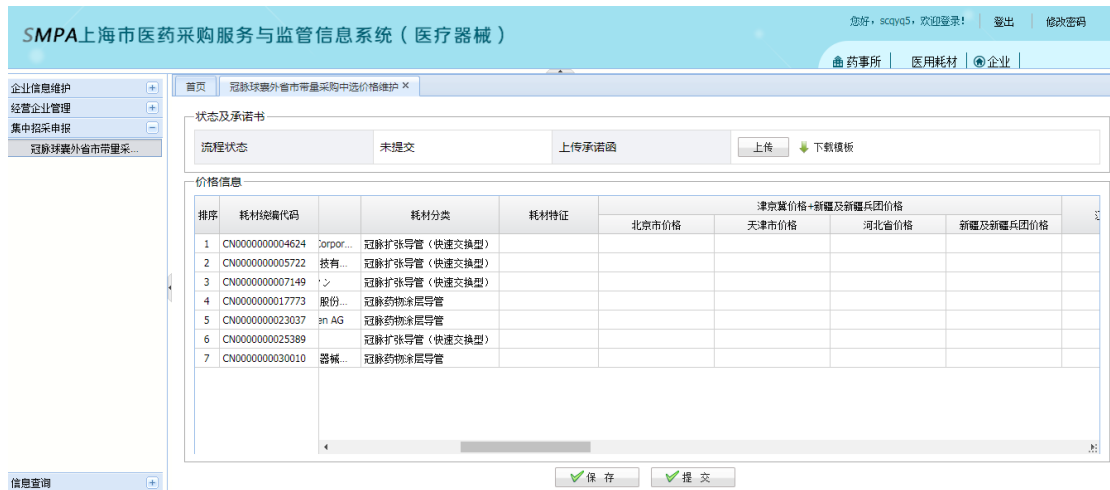 您好，scqyq5，欢迎登录！ 登出 修改密码
SMPA上海市医药采购服务与监管信息系统（医疗器械）
药事所 医用耗材 企业
企业信息维护
经营企业管理
集中招采申报
冠脉球囊外省市带量采...
信息查询
首页 冠脉球囊外省市带量采购中选价格维护 ×
状态及承诺书
流程状态 未提交 上传承诺函 上传 下载模板
价格信息
排序 耗材统编代码 耗材分类 耗材特征 津京冀价格+新疆及新疆兵团价格
北京市价格 天津市价格 河北省价格 新疆及新疆兵团价格
1 CN0000000004624 Corpor... 冠脉扩张导管（快速交换型）
2 CN0000000005722 技有... 冠脉扩张导管（快速交换型）
3 CN0000000007149 冠脉扩张导管（快速交换型）
4 CN0000000017773 股份... 冠脉药物涂层导管
5 CN0000000023037 en AG 冠脉药物涂层导管
6 CN0000000025389 冠脉扩张导管（快速交换型）
7 CN0000000030010 器械... 冠脉药物涂层导管
保 存 提 交